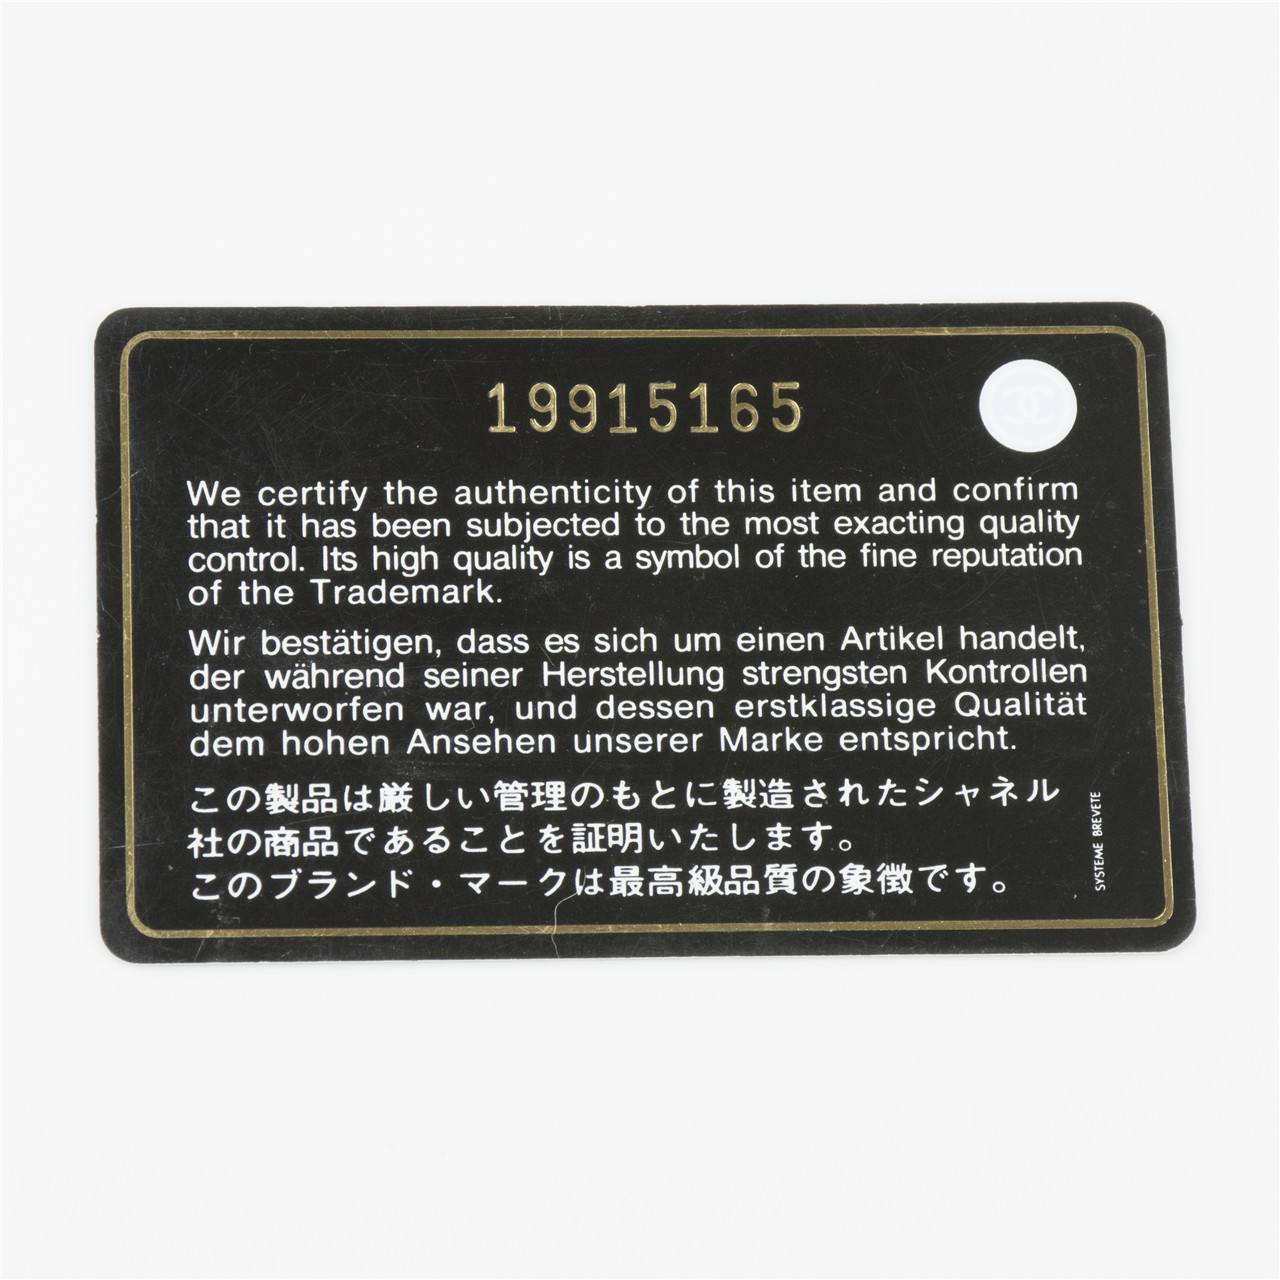 19915165
We certify the authenticity of this item and confirm
that it has been subjected to the most exacting quality
control. Its high quality is a symbol of the fine reputation
of the Trademark.
Wir bestätigen, dass es sich um einen Artikel handelt,
der während seiner Herstellung strengsten Kontrollen
unterworfen war, und dessen erstklassige Qualität
dem hohen Ansehen unserer Marke entspricht.
この製品は厳しい管理のもとに製造されたシャネル
社の商品であることを証明いたします。
このブランド・マークは最高級品質の象徴です。
SYSTEME BREVETE